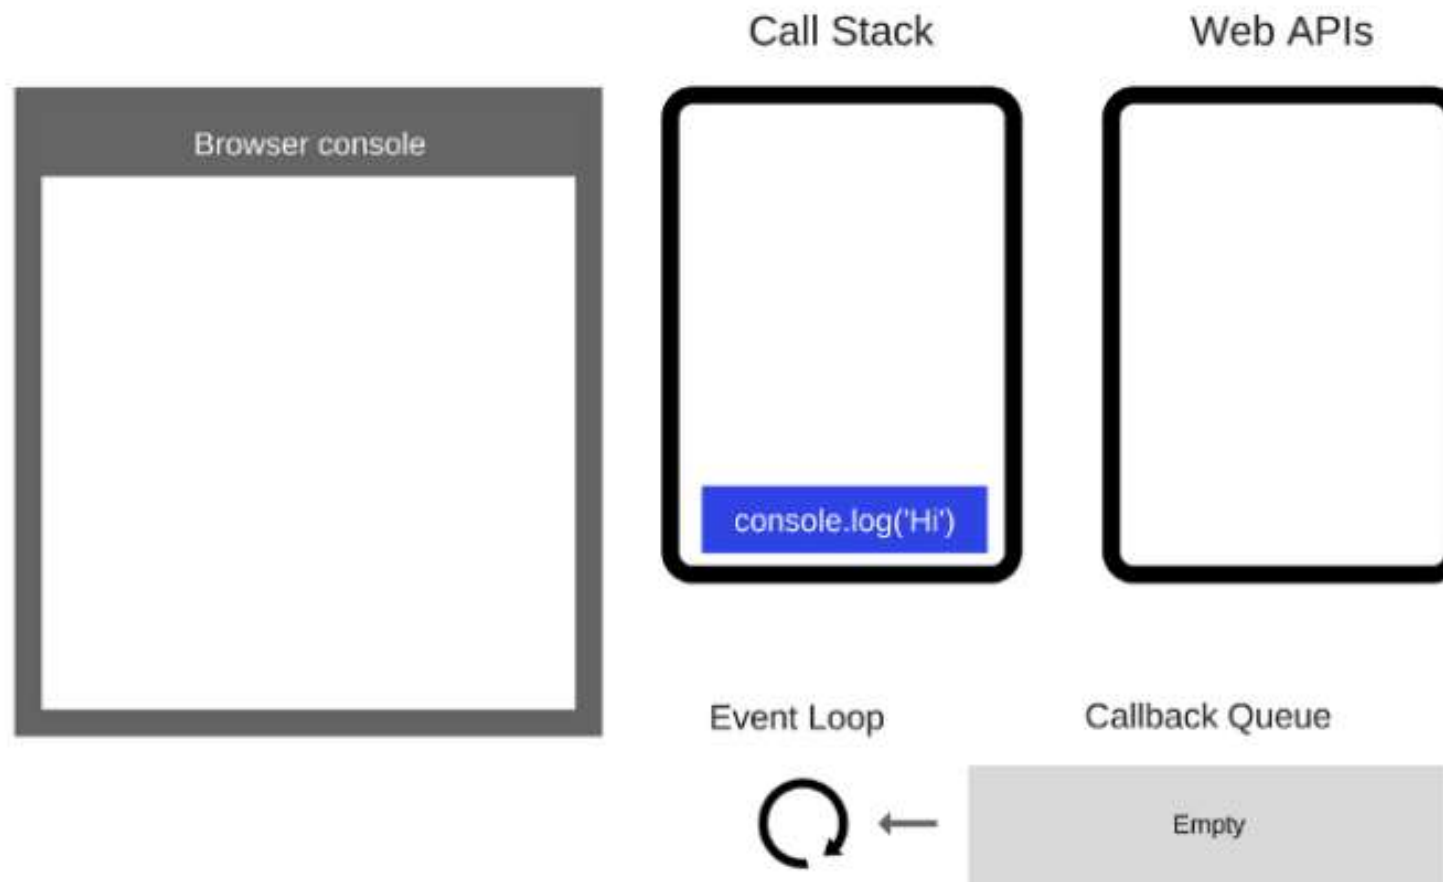 Call Stack
Web APIs
Browser console
console.log('Hi')
Event Loop
Callback Queue
Empty